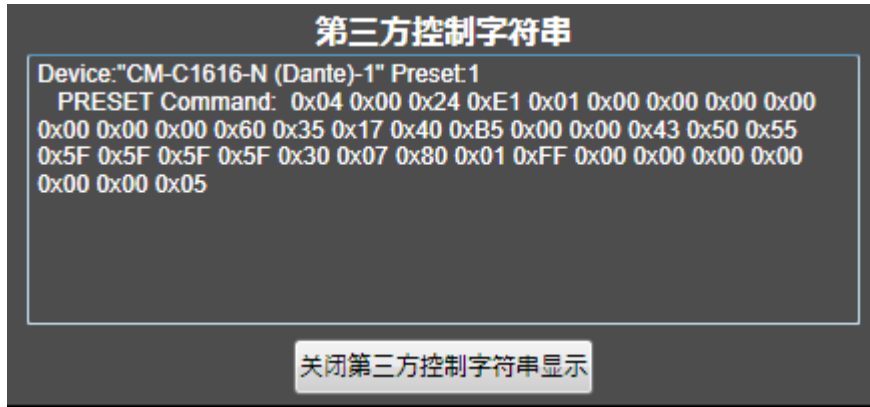 第三方控制字符串
Device:"CM-C1616-N (Dante)-1" Preset:1
PRESET Command: 0x04 0x00 0x24 0xE1 0x01 0x00 0x00 0x00 0x00
0x00 0x00 0x00 0x60 0x35 0x17 0x40 0xB5 0x00 0x00 0x43 0x50 0x55
0x5F 0x5F 0x5F 0x5F 0x30 0x07 0x80 0x01 0xFF 0x00 0x00 0x00 0x00
0x00 0x00 0x05
关闭第三方控制字符串显示